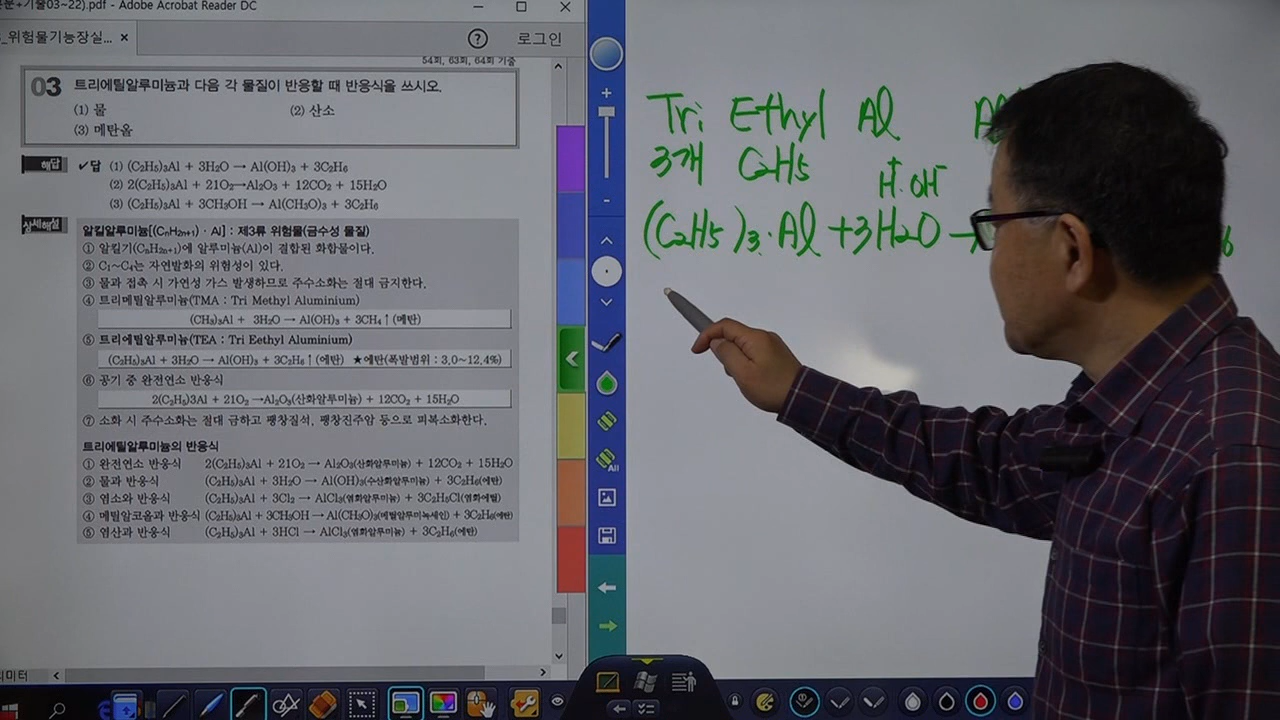 문+기출03~22).pdf - Adobe Acrobat Reader DC
_위험물기능장실...
로그인
54회, 63회, 64회 기출
03 트리에틸알루미늄과 다음 각 물질이 반응할 때 반응식을 쓰시오.
(1) 물 (2) 산소
(3) 메탄올
해답 ✔답 (1) (C₂H₅)₃Al + 3H₂O → Al(OH)₃ + 3C₂H₆
(2) 2(C₂H₅)₃Al + 21O₂→Al₂O₃ + 12CO₂ + 15H₂O
(3) (C₂H₅)₃Al + 3CH₃OH → Al(CH₃O)₃ + 3C₂H₆
상세해설 알킬알루미늄[(CnH2n+1)·Al] : 제3류 위험물(금수성 물질)
① 알킬기(CnH2n+1)에 알루미늄(Al)이 결합된 화합물이다.
② C₁~C₄는 자연발화의 위험성이 있다.
③ 물과 접촉 시 가연성 가스 발생하므로 주수소화는 절대 금지한다.
④ 트리메틸알루미늄(TMA : Tri Methyl Aluminium)
(CH₃)₃Al + 3H₂O → Al(OH)₃ + 3CH₄↑(메탄)
⑤ 트리에틸알루미늄(TEA : Tri Eethyl Aluminium)
(C₂H₅)₃Al + 3H₂O → Al(OH)₃ + 3C₂H₆↑(에탄) ★에탄(폭발범위 : 3.0~12.4%)
⑥ 공기 중 완전연소 반응식
2(C₂H₅)3Al + 21O₂ →Al₂O₃(산화알루미늄) + 12CO₂ + 15H₂O
⑦ 소화 시 주수소화는 절대 금하고 팽창질석, 팽창진주암 등으로 피복소화한다.
트리에틸알루미늄의 반응식
① 완전연소 반응식 2(C₂H₅)₃Al + 21O₂ → Al₂O₃(산화알루미늄) + 12CO₂ + 15H₂O
② 물과 반응식 (C₂H₅)₃Al + 3H₂O → Al(OH)₃(수산화알루미늄) + 3C₂H₆(에탄)
③ 염소와 반응식 (C₂H₅)₃Al + 3Cl₂ → AlCl₃(염화알루미늄) + 3C₂H₅Cl(염화에틸)
④ 메틸알코올과 반응식 (C₂H₅)₃Al + 3CH₃OH → Al(CH₃O)₃(메틸알루미녹세인) + 3C₂H₆(에탄)
⑤ 염산과 반응식 (C₂H₅)₃Al + 3HCl → AlCl₃(염화알루미늄) + 3C₂H₆(에탄)
Tri Ethyl Al
3개 C₂H₅ H⁺·OH⁻
(C₂H₅)₃·Al + 3H₂O → 6
All